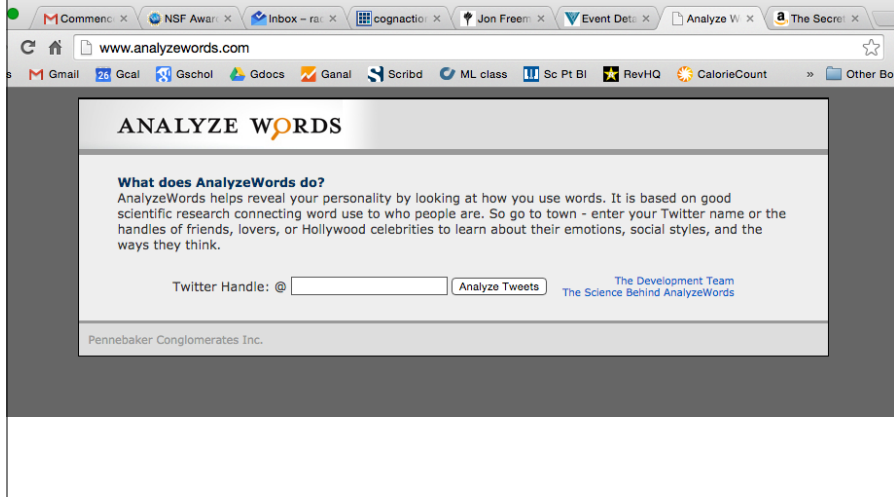 Commenc NSF Awar Inbox – ra cognaction Jon Freem Event Deta Analyze W The Secret
www.analyzewords.com
s Gmail Gcal Gschol Gdocs Ganal Scribd ML class Sc Pt Bl RevHQ CalorieCount » Other Bo
ANALYZE WORDS
What does AnalyzeWords do?
AnalyzeWords helps reveal your personality by looking at how you use words. It is based on good
scientific research connecting word use to who people are. So go to town - enter your Twitter name or the
handles of friends, lovers, or Hollywood celebrities to learn about their emotions, social styles, and the
ways they think.
Twitter Handle: @ Analyze Tweets
The Development Team
The Science Behind AnalyzeWords
Pennebaker Conglomerates Inc.